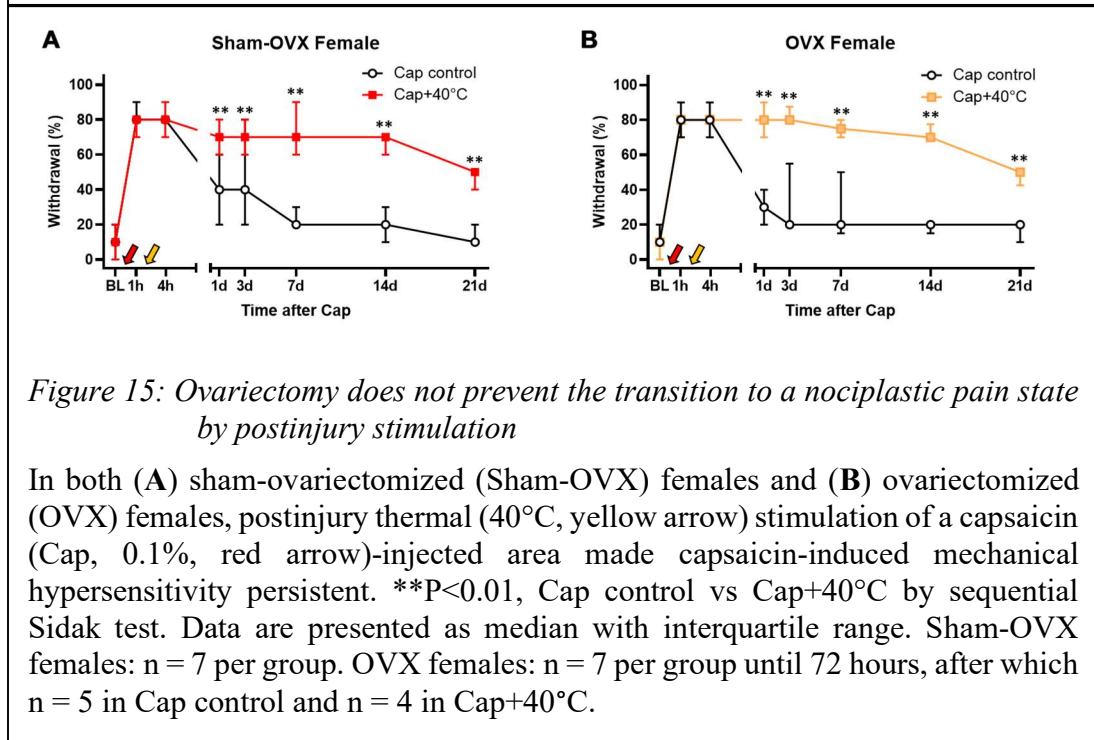 A
Sham-OVX Female
Cap control
Cap+40°C
Withdrawal (%)
100
80
60
40
20
0
** ** ** ** **
BL 1h 4h 1d 3d 7d 14d 21d
Time after Cap
B
OVX Female
Cap control
Cap+40°C
Withdrawal (%)
100
80
60
40
20
0
** ** ** ** **
BL 1h 4h 1d 3d 7d 14d 21d
Time after Cap
Figure 15: Ovariectomy does not prevent the transition to a nociplastic pain state
by postinjury stimulation
In both (A) sham-ovariectomized (Sham-OVX) females and (B) ovariectomized
(OVX) females, postinjury thermal (40°C, yellow arrow) stimulation of a capsaicin
(Cap, 0.1%, red arrow)-injected area made capsaicin-induced mechanical
hypersensitivity persistent. **P<0.01, Cap control vs Cap+40°C by sequential
Sidak test. Data are presented as median with interquartile range. Sham-OVX
females: n = 7 per group. OVX females: n = 7 per group until 72 hours, after which
n = 5 in Cap control and n = 4 in Cap+40°C.